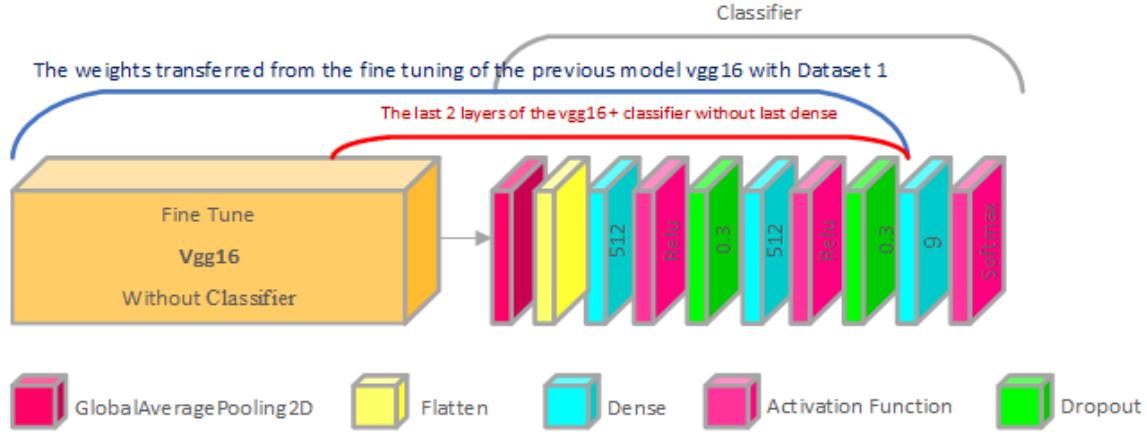 Classifier
The weights transferred from the fine tuning of the previous model vgg16 with Dataset 1
The last 2 layers of the vgg16+ classifier without last dense
Fine Tune
Vgg16
Without Classifier
512
Relu
0.3
512
Relu
0.3
9
Softmax
GlobalAveragePooling2D
Flatten
Dense
Activation Function
Dropout